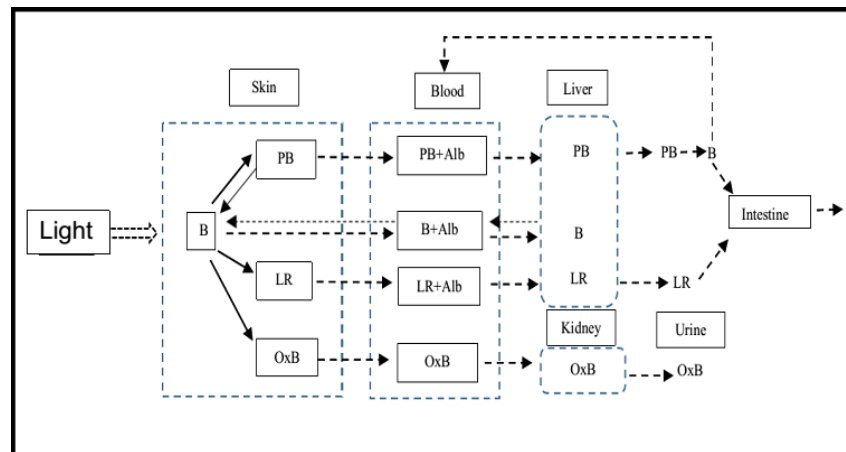 Blood
Skin
Liver
PB
PB+Alb
PB
PB
B
Light
B
B+Alb
B
Intestine
LR
LR+Alb
LR
LR
Kidney
Urine
OxB
OxB
OxB
OxB